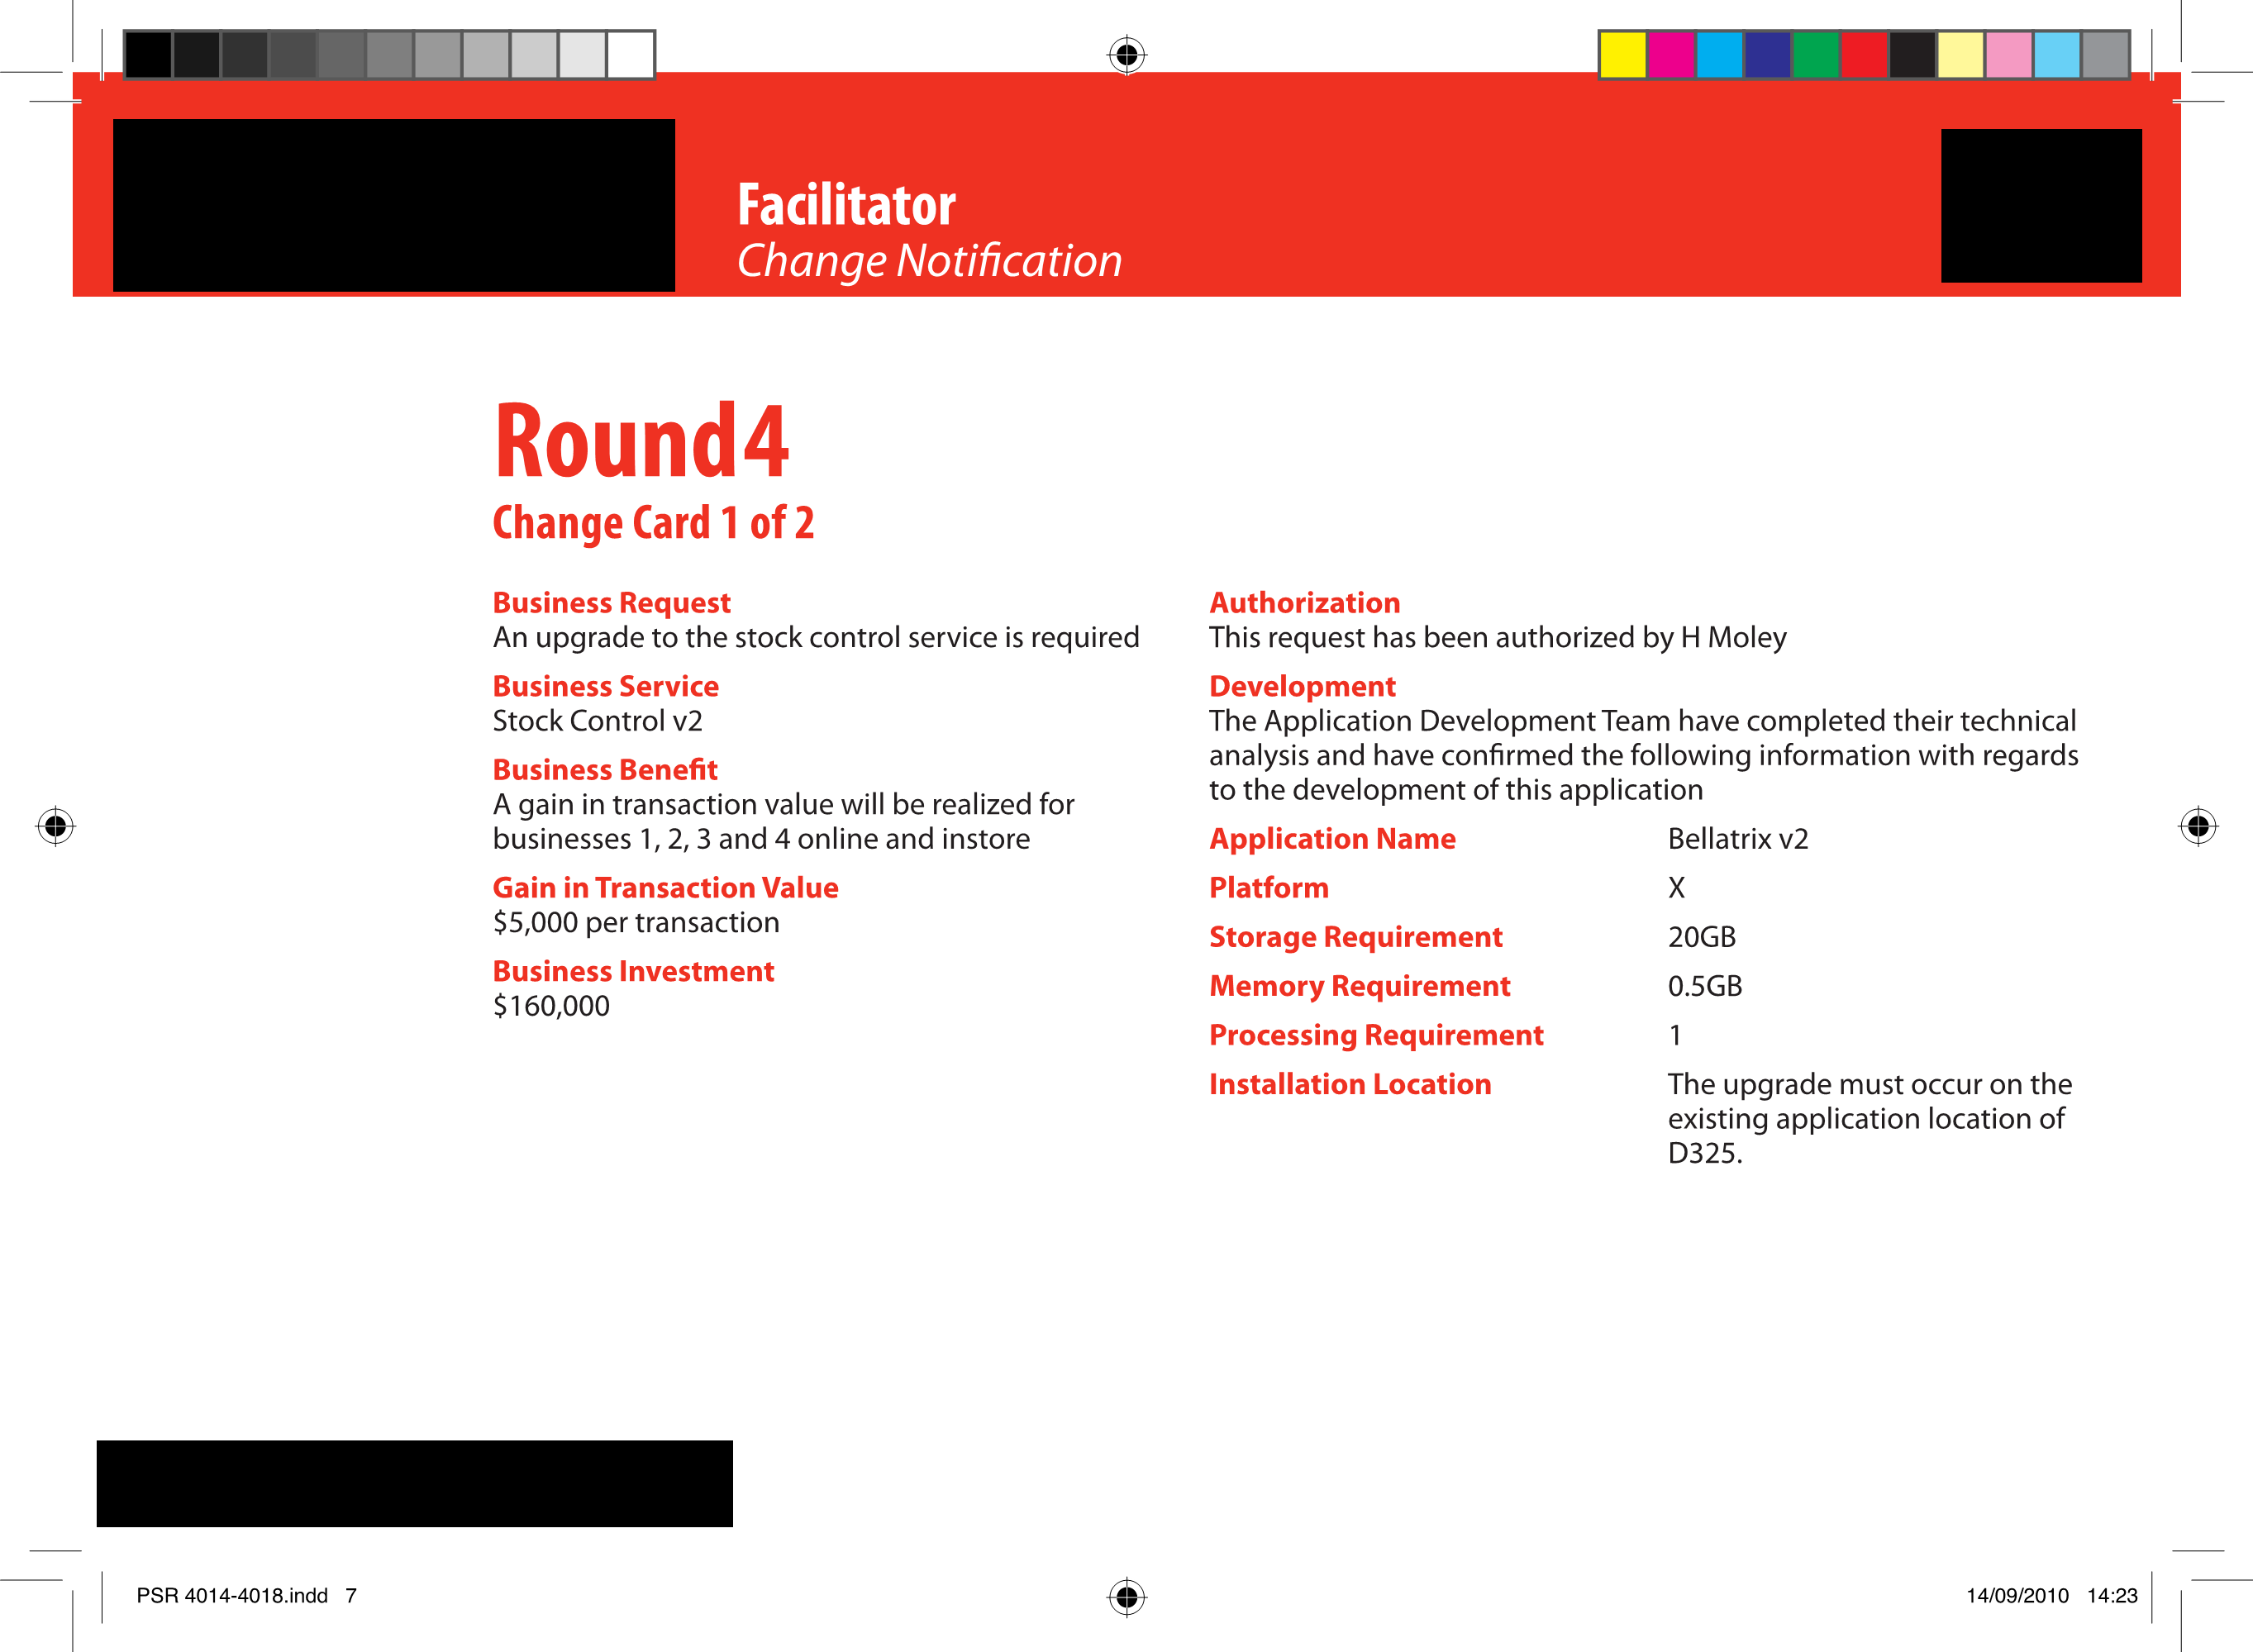 Facilitator
Change Notification
Round 4
Change Card 1 of 2
Business Request
An upgrade to the stock control service is required
Business Service
Stock Control v2
Business Benefit
A gain in transaction value will be realized for
businesses 1, 2, 3 and 4 online and instore
Gain in Transaction Value
$5,000 per transaction
Business Investment
$160,000
Authorization
This request has been authorized by H Moley
Development
The Application Development Team have completed their technical
analysis and have confirmed the following information with regards
to the development of this application
Application Name Bellatrix v2
Platform X
Storage Requirement 20GB
Memory Requirement 0.5GB
Processing Requirement 1
Installation Location The upgrade must occur on the
existing application location of
D325.
PSR 4014-4018.indd 7
14/09/2010 14:23